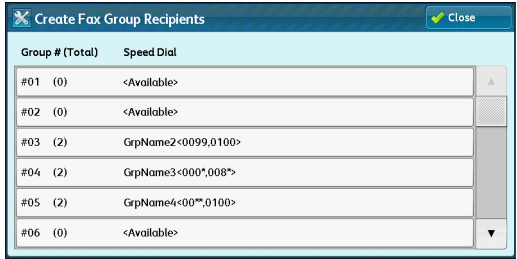 Create Fax Group Recipients
Close
Group # (Total) Speed Dial
#01 (0) <Available>
#02 (0) <Available>
#03 (2) GrpName2<0099,0100>
#04 (2) GrpName3<000*,008*>
#05 (2) GrpName4<00**,0100>
#06 (0) <Available>